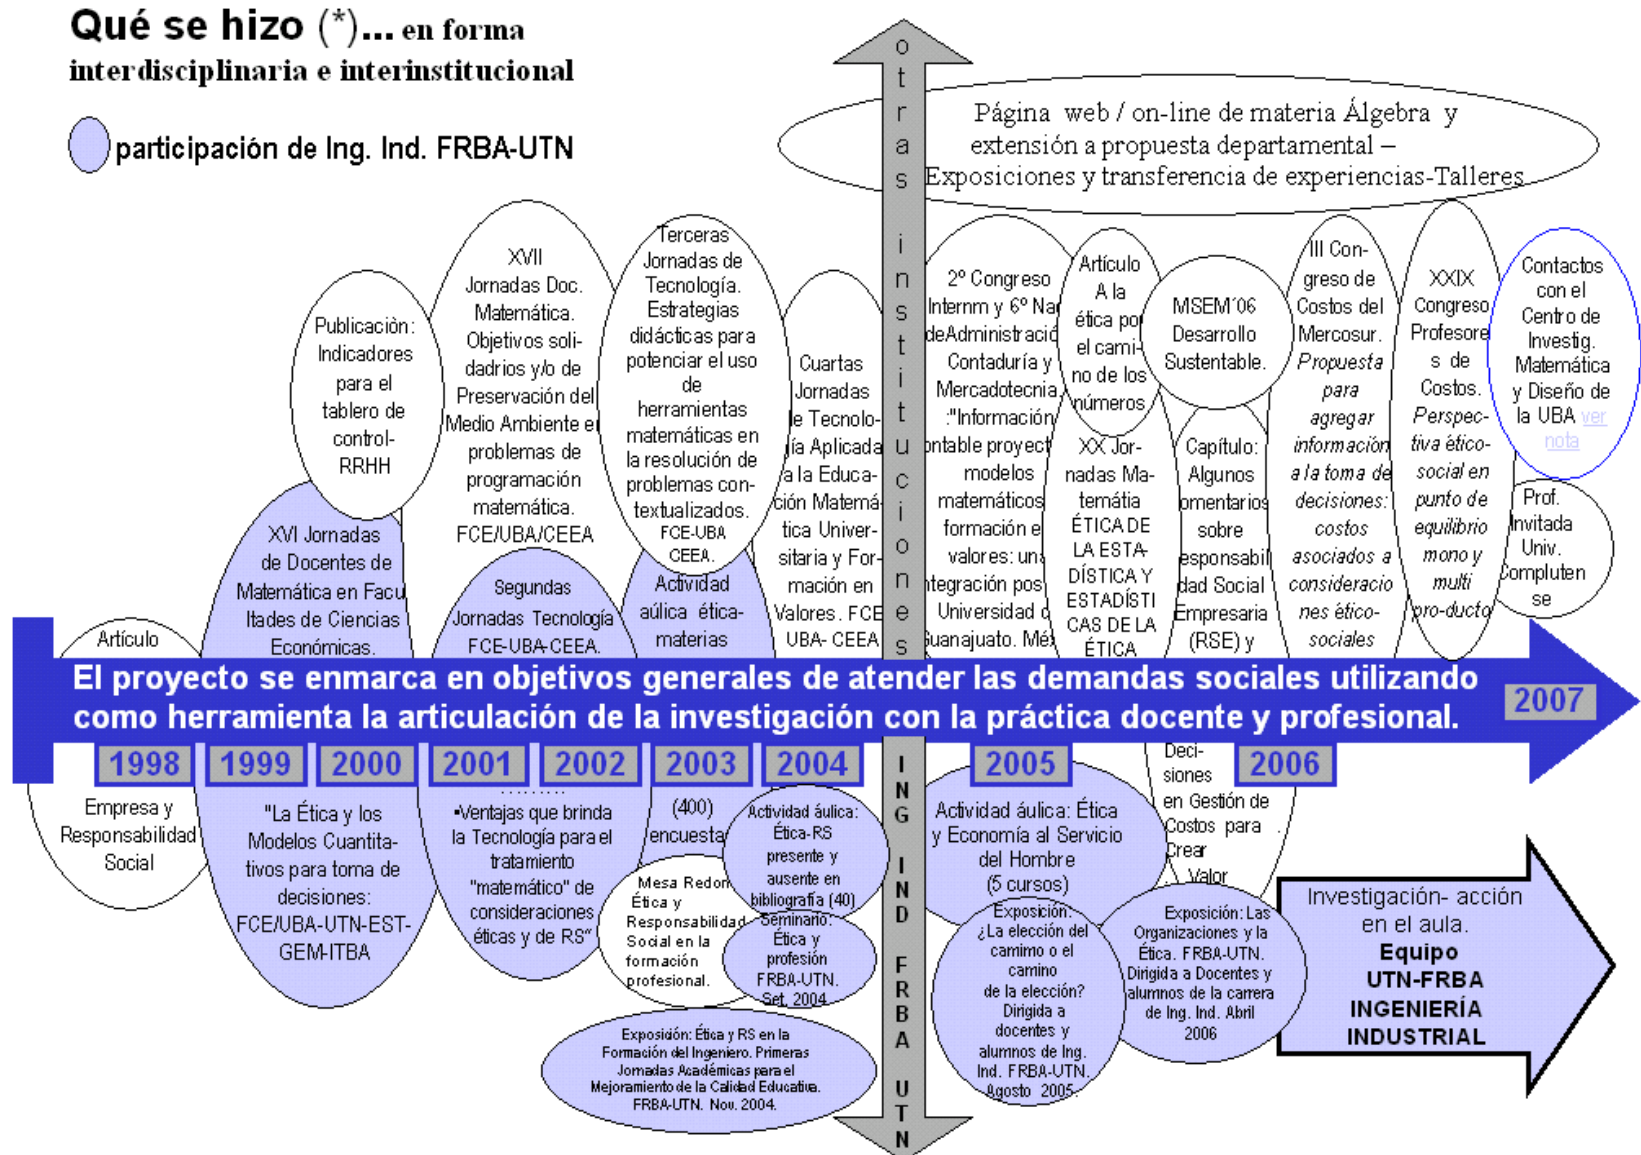 Qué se hizo (*)... en forma
interdisciplinaria e interinstitucional
participación de Ing. Ind. FRBA-UTN
otras instituciones
Página web / on-line de materia Álgebra y
extensión a propuesta departamental –
Exposiciones y transferencia de experiencias-Talleres
Publicaciòn:
Indicadores
para el
tablero de
control-
RRHH
XVII
Jornadas Doc.
Matemática.
Objetivos soli-
dadrios y/o de
Preservación del
Medio Ambiente e
problemas de
programación
matemática.
FCE/UBA/CEEA
Terceras
Jornadas de
Tecnología.
Estrategias
didácticas para
potenciar el uso
de
herramientas
matemáticas en
la resolución de
problemas con-
textualizados.
FCE-UBA
CEEA.
Cuartas
Jornadas
e Tecnolo-
ía Aplicada
a la Educa-
ción Matemá-
tica Univer-
sitaria y For-
mación en
Valores. FCE
UBA- CEEA
2º Congreso
Internm y 6º Na
deAdministració
Contaduría y
Mercadotecnia
:"Información
ontable proyect
modelos
matemáticos
formación e
valores: un
ntegración pos
Universidad d
Guanajuato. Méx
Artículo
A la
ética por
el cami-
no de los
números
XX Jor-
nadas Ma-
temátia
ÉTICA DE
LA ESTA-
DÍSTICA Y
ESTADÍSTI
CAS DE LA
ÉTICA
MSEM´06
Desarrollo
Sustentable.
Capítulo:
Algunos
omentarios
sobre
esponsabil
dad Social
Empresaria
(RSE) y
III Con-
greso de
Costos del
Mercosur.
Propuesta
para
agregar
información
a la toma de
decisiones:
costos
asociados a
consideracio
nes ético-
sociales
XXIX
Congreso
Profesore
s de
Costos.
Perspec-
tiva ético-
social en
punto de
equilibrio
mono y
multi
pro-ducto
Contactos
con el
Centro de
Investig.
Matemática
y Diseño de
la UBA ver
nota
Prof.
Invitada
Univ.
Compluten
se
Artículo
XVI Jornadas
de Docentes de
Matemática en Facu
ltades de Ciencias
Económicas.
Segundas
Jornadas Tecnología
FCE-UBA-CEEA.
Actividad
aúlica ética-
materias
El proyecto se enmarca en objetivos generales de atender las demandas sociales utilizando
como herramienta la articulación de la investigación con la práctica docente y profesional.
2007
1998
1999
2000
2001
2002
2003
2004
2005
2006
Empresa y
Responsabilidad
Social
"La Ética y los
Modelos Cuantita-
tivos para toma de
decisiones:
FCE/UBA-UTN-EST-
GEM-ITBA
.........
▪Ventajas que brinda
la Tecnología para el
tratamiento
"matemático" de
consideraciones
éticas y de RS"
(400)
encuesta
Mesa Redon
Ética y
Responsabilidad
Social en la
formación
profesional.
Actividad áulica:
Ética-RS
presente y
ausente en
bibliografía (40)
Seminario:
Ética y
profesión
FRBA-UTN.
Set. 2004
Exposición: Ética y RS en la
Formación del Ingeniero. Primeras
Jornadas Académicas para el
Mejoramiento de la Calidad Educativa.
FRBA-UTN. Nov. 2004.
ING IND FRBA UTN
Actividad áulica: Ética
y Economía al Servicio
del Hombre
(5 cursos)
Exposición:
¿La elección del
camimo o el
camino
de la elección?
Dirigida a
docentes y
alumnos de Ing.
Ind. FRBA-UTN.
Agosto 2005.
Deci-
siones
en Gestión de
Costos para .
Crear
Valor
Exposición: Las
Organizaciones y la
Ética. FRBA-UTN.
Dirigida a Docentes y
alumnos de la carrera
de Ing. Ind. Abril
2006
Investigación- acción
en el aula.
Equipo
UTN-FRBA
INGENIERÍA
INDUSTRIAL